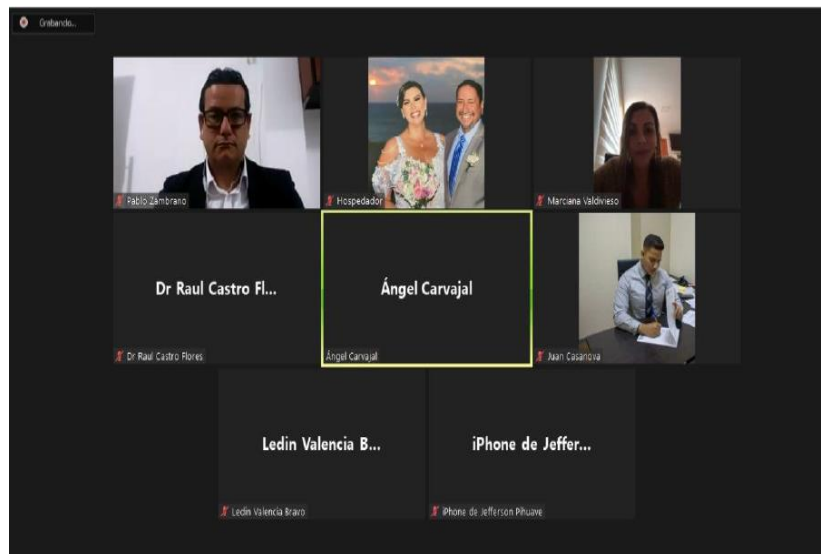 Grabando...
Pablo Zambrano
Hospedador
Marciana Valdivieso
Dr Raul Castro Fl...
Dr Raul Castro Flores
Ángel Carvajal
Ángel Carvajal
Juan Casanova
Ledin Valencia B...
Ledin Valencia Bravo
iPhone de Jeffer...
iPhone de Jefferson Pihuave